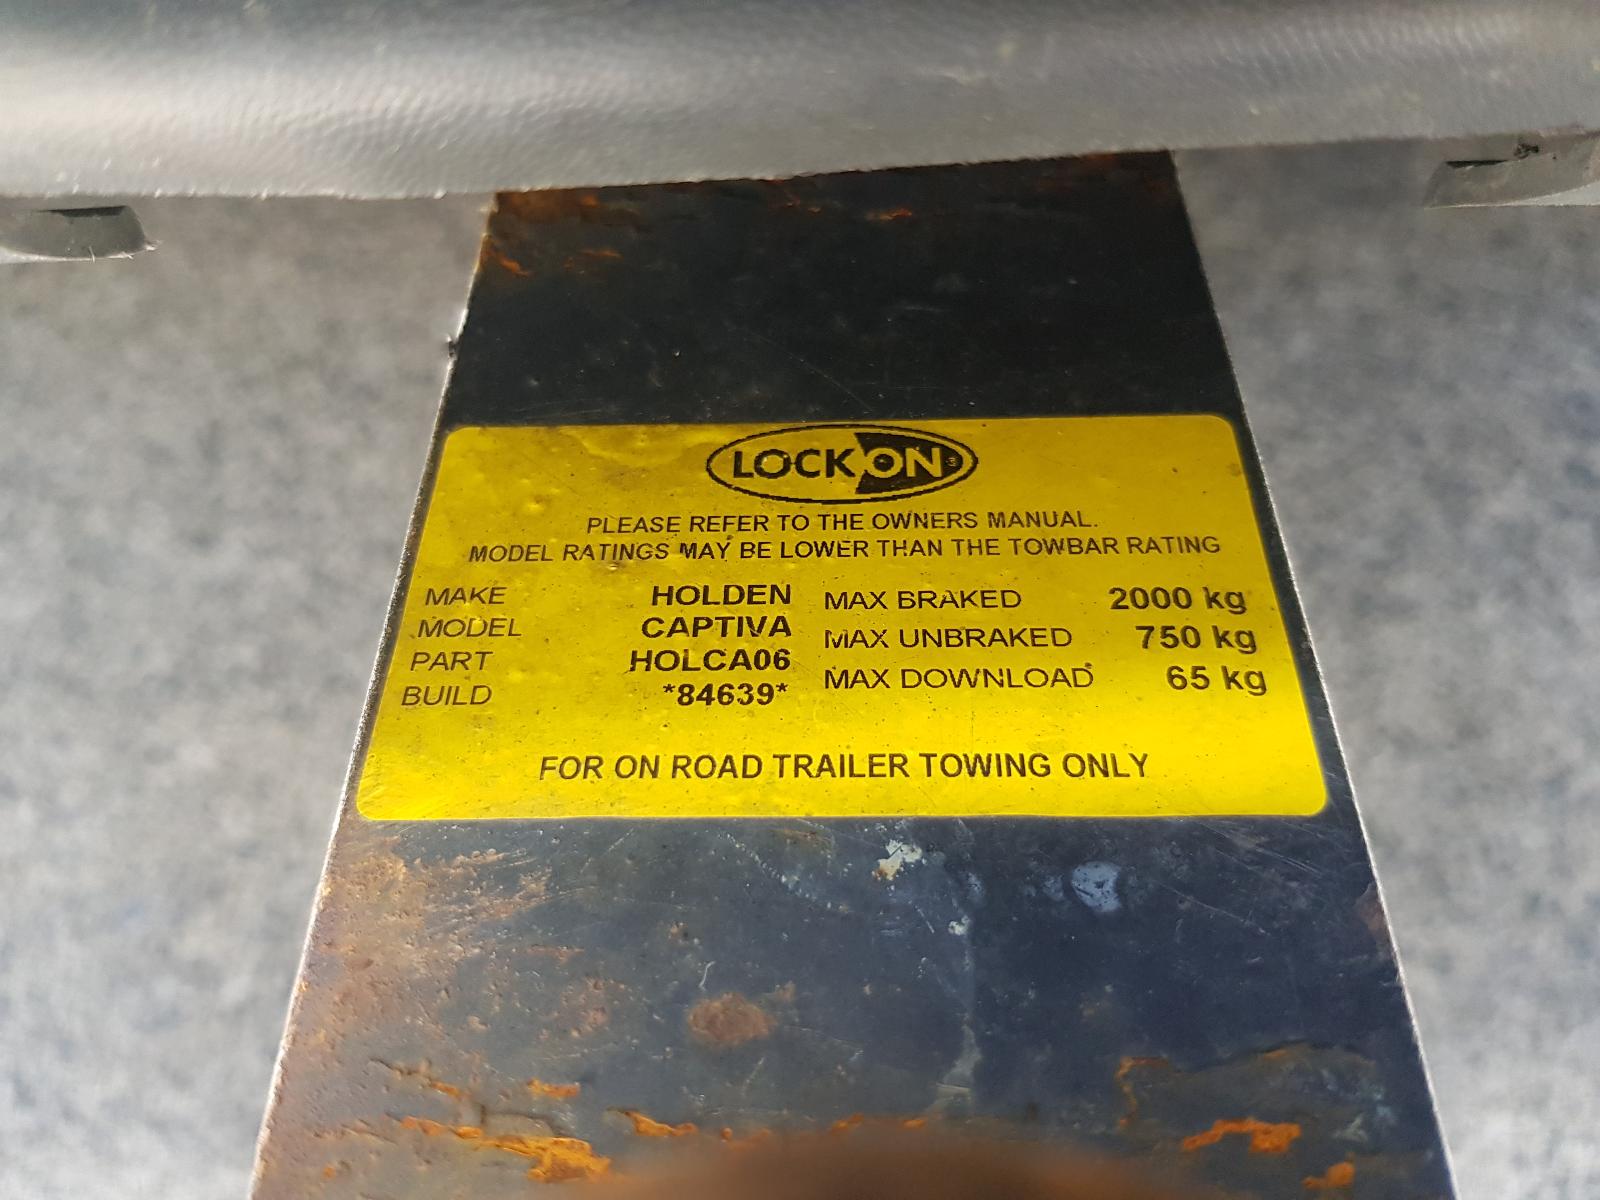 LOCK ON®
PLEASE REFER TO THE OWNERS MANUAL.
MODEL RATINGS MAY BE LOWER THAN THE TOWBAR RATING
MAKE HOLDEN MAX BRAKED 2000 kg
MODEL CAPTIVA MAX UNBRAKED 750 kg
PART HOLCA06 MAX DOWNLOAD 65 kg
BUILD *84639*
FOR ON ROAD TRAILER TOWING ONLY